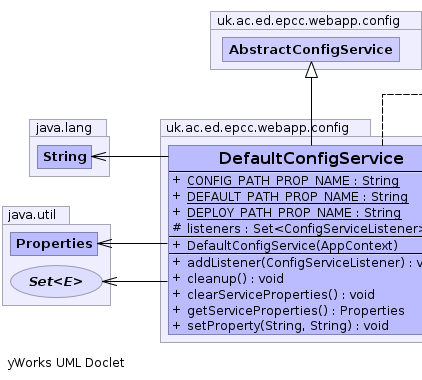 uk.ac.ed.epcc.webapp.config
AbstractConfigService
java.lang
String
uk.ac.ed.epcc.webapp.config
DefaultConfigService
+ CONFIG_PATH_PROP_NAME : String
+ DEFAULT_PATH_PROP_NAME : String
+ DEPLOY_PATH_PROP_NAME : String
# listeners : Set<ConfigServiceListener>
+ DefaultConfigService(AppContext)
+ addListener(ConfigServiceListener) : v
+ cleanup() : void
+ clearServiceProperties() : void
+ getServiceProperties() : Properties
+ setProperty(String, String) : void
java.util
Properties
Set<E>
yWorks UML Doclet